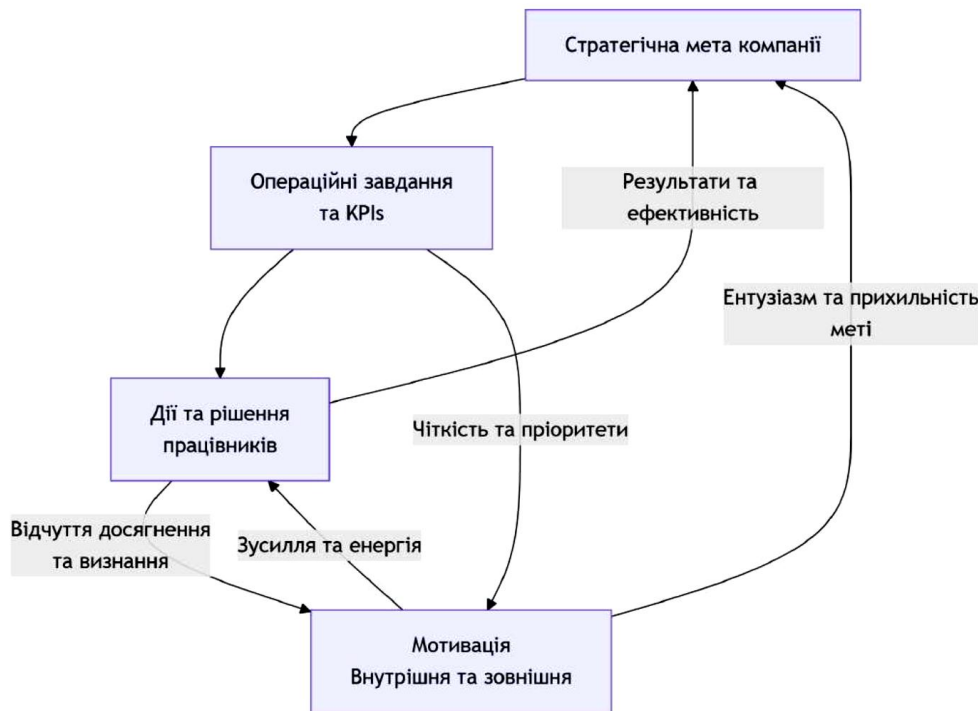 Стратегічна мета компанії
Операційні завдання
та KPIs
Результати та
ефективність
Ентузіазм та прихильність
меті
Дії та рішення
працівників
Чіткість та пріоритети
Відчуття досягнення
та визнання
Зусилля та енергія
Мотивація
Внутрішня та зовнішня